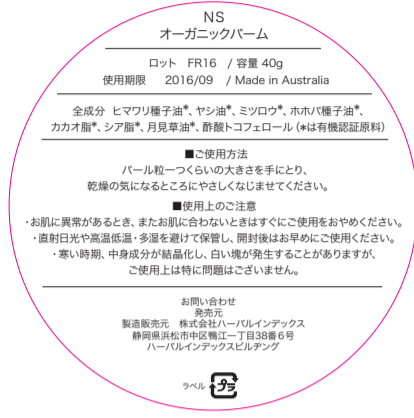 NS
オーガニックバーム
ロット FR16 / 容量 40g
使用期限 2016/09 / Made in Australia
全成分 ヒマワリ種子油*、ヤシ油*、ミツロウ*、ホホバ種子油*、
カカオ脂*、シア脂*、月見草油*、酢酸トコフェロール (*は有機認証原料)
■ご使用方法
パール粒一つくらいの大きさを手にとり、
乾燥の気になるところにやさしくなじませてください。
■使用上のご注意
・お肌に異常があるとき、またお肌に合わないときはすぐにご使用をおやめください。
・直射日光や高温低温・多湿を避けて保管し、開封後はお早めにご使用ください。
・寒い時期、中身成分が結晶化し、白い塊が発生することがありますが、
ご使用上は特に問題はございません。
お問い合わせ
発売元
製造販売元 株式会社ハーバルインデックス
静岡県浜松市中区鴨江一丁目38番6号
ハーバルインデックスビルヂング
ラベル プラ